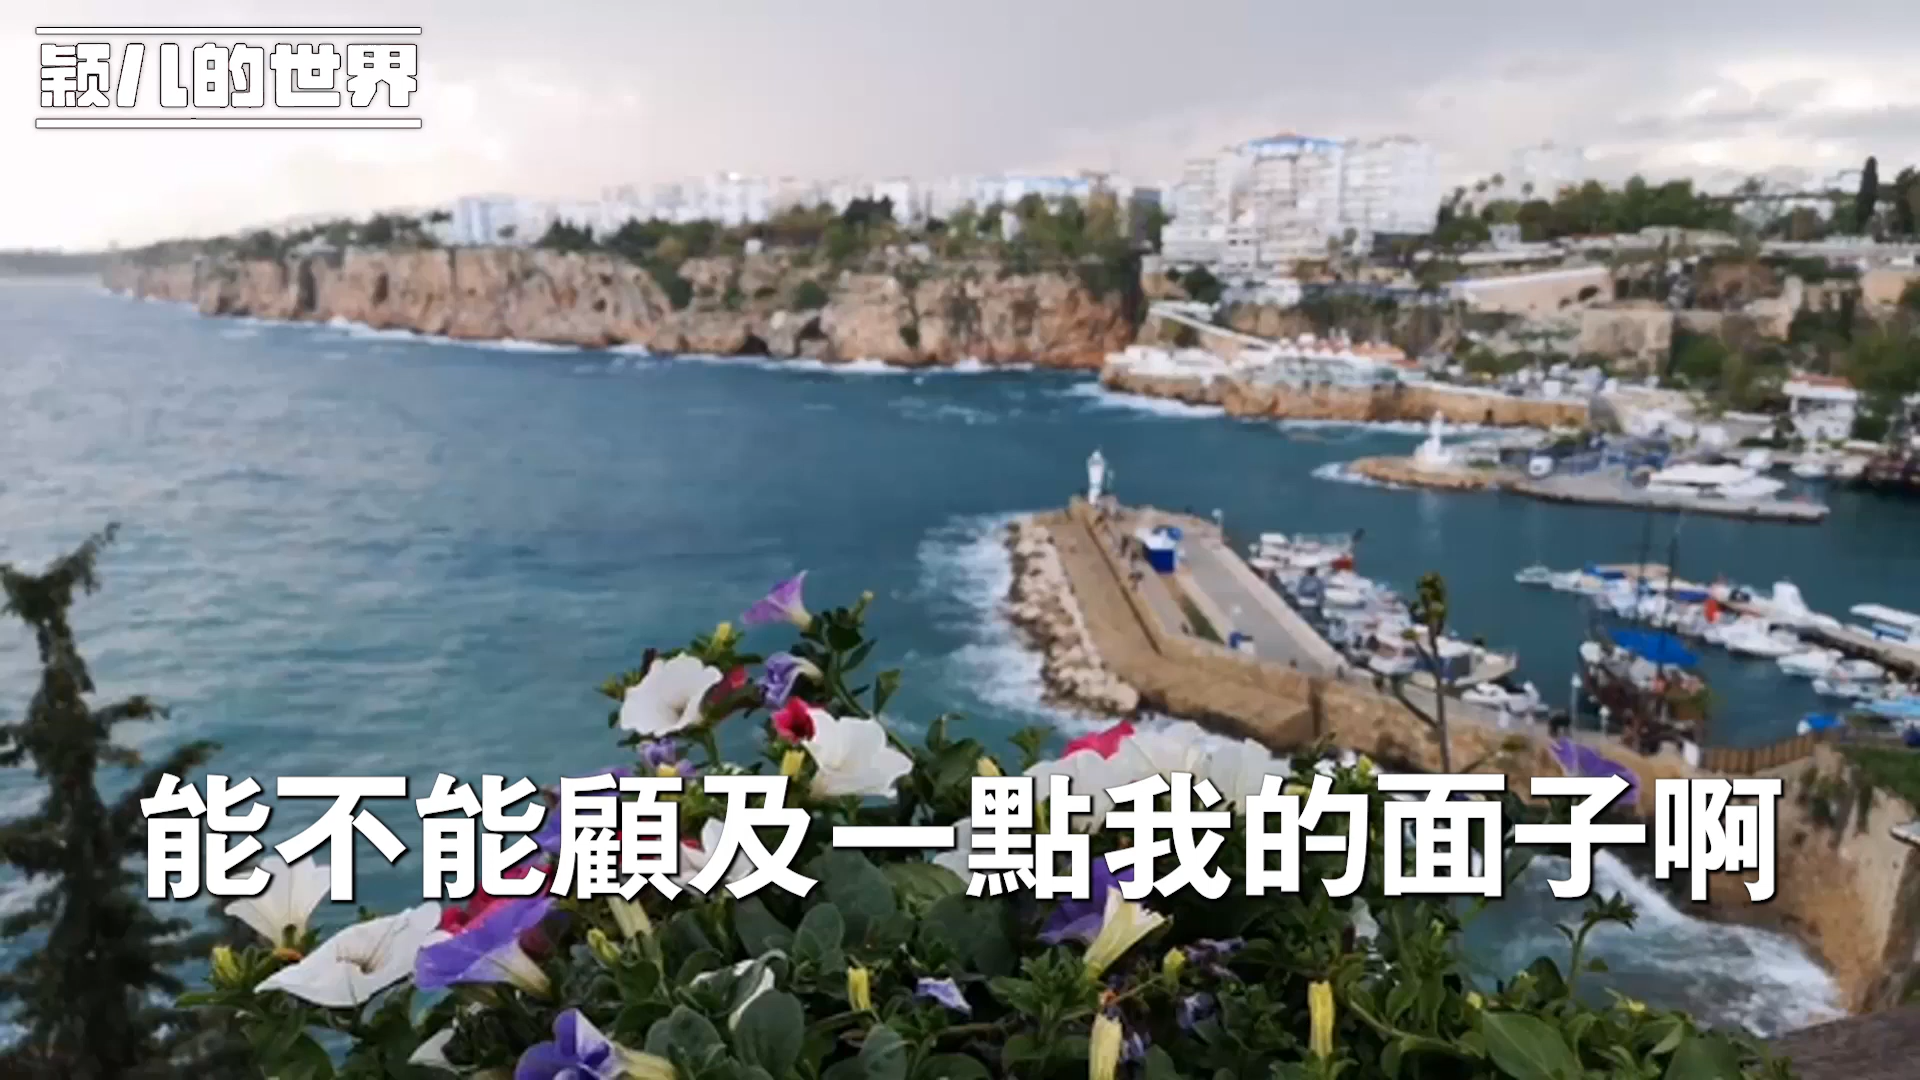 颖儿的世界
能不能顧及一點我的面子啊